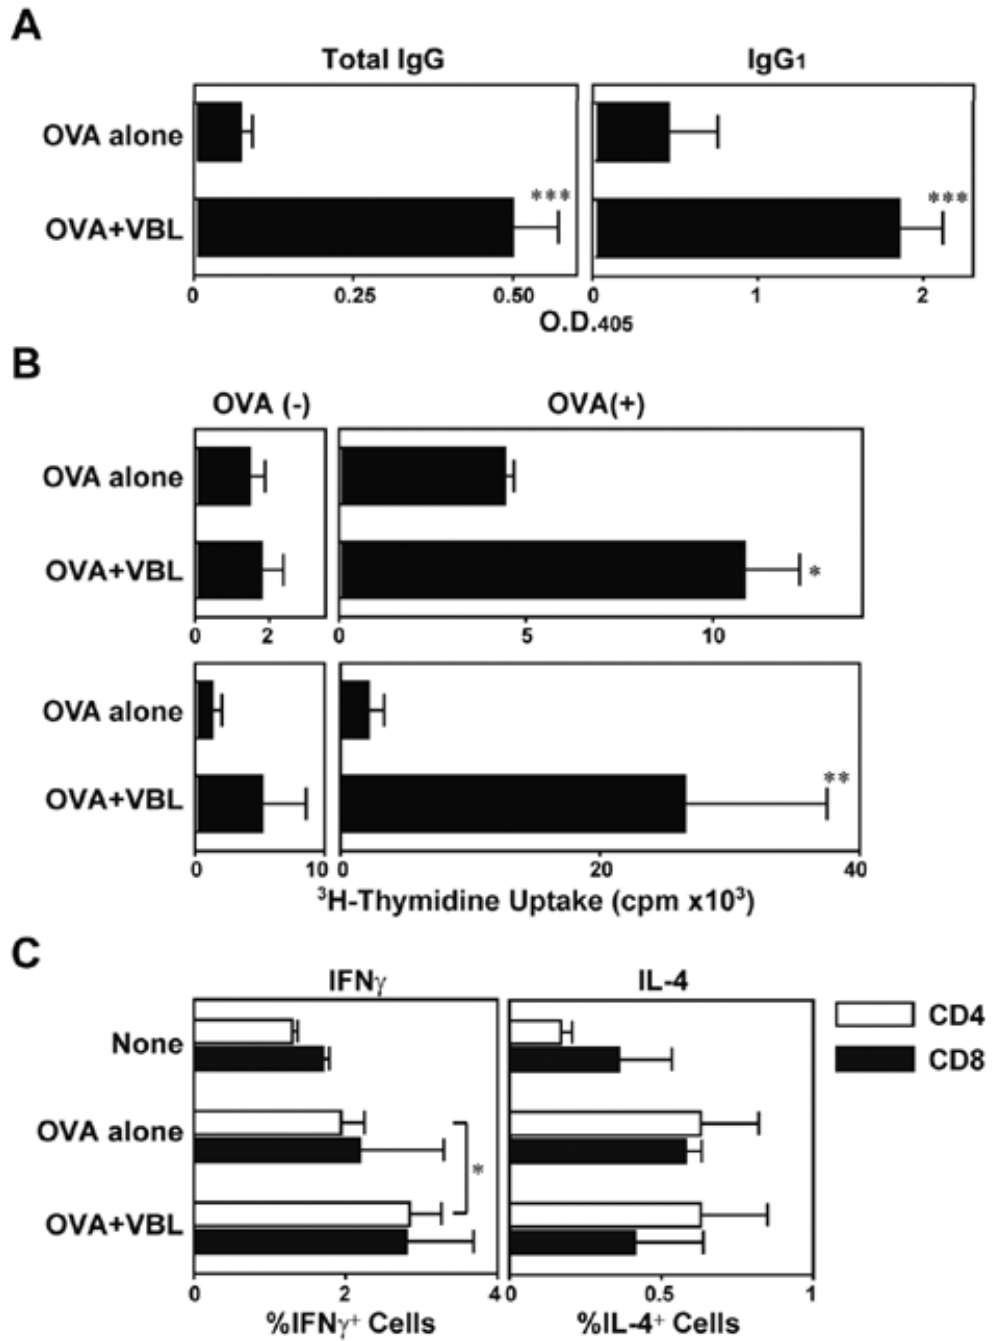 A
Total IgG IgG1
OVA alone
***
***
OVA+VBL
0 0.25 0.50 0 1 2
O.D.405
B
OVA (-) OVA(+)
OVA alone
OVA+VBL
*
0 2 0 5 10
OVA alone
**
OVA+VBL
0 10 0 20 40
³H-Thymidine Uptake (cpm x10³)
C
IFNγ IL-4
None
CD4
CD8
OVA alone
*
OVA+VBL
0 2 4 0 0.5 1
%IFNγ⁺ Cells %IL-4⁺ Cells